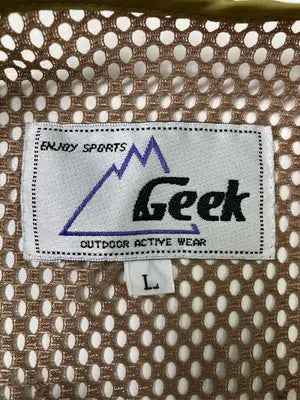 ENJOY SPORTS
Geek
OUTDOOR ACTIVE WEAR
L